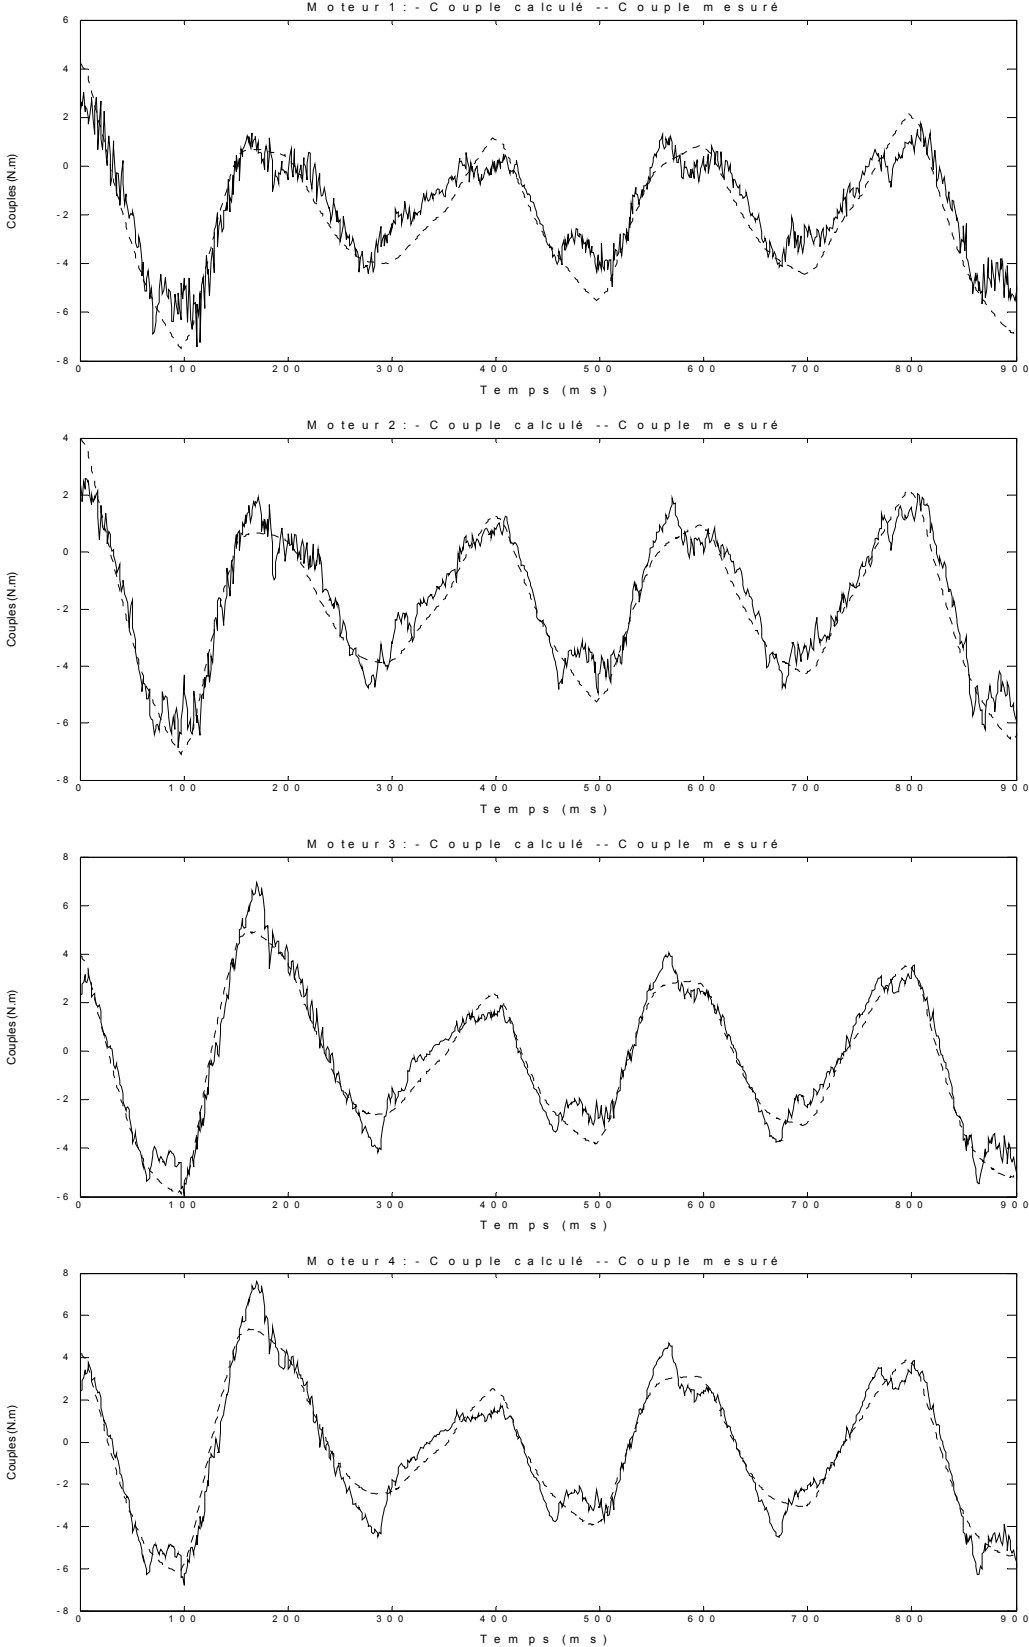 Moteur 1 : - Couple calculé -- Couple mesuré
6
4
2
0
-2
-4
-6
-8
Couples (N.m)
0 100 200 300 400 500 600 700 800 900
Temps (ms)
Moteur 2 : - Couple calculé -- Couple mesuré
4
2
0
-2
-4
-6
-8
Couples (N.m)
0 100 200 300 400 500 600 700 800 900
Temps (ms)
Moteur 3 : - Couple calculé -- Couple mesuré
8
6
4
2
0
-2
-4
-6
Couples (N.m)
0 100 200 300 400 500 600 700 800 900
Temps (ms)
Moteur 4 : - Couple calculé -- Couple mesuré
8
6
4
2
0
-2
-4
-6
-8
Couples (N.m)
0 100 200 300 400 500 600 700 800 900
Temps (ms)